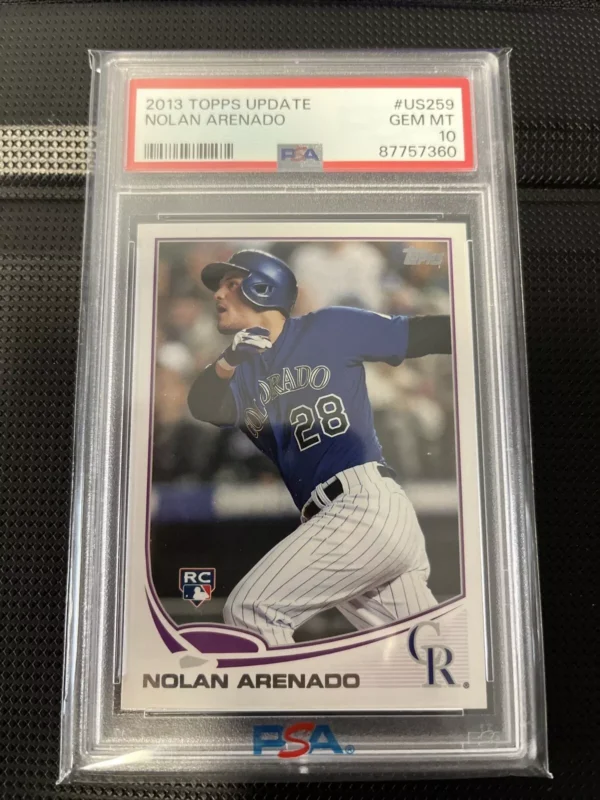 2013 TOPPS UPDATE #US259
NOLAN ARENADO GEM MT
10
PSA 87757360
TOPPS
COLORADO
28
RC
NOLAN ARENADO
CR®
PSA®